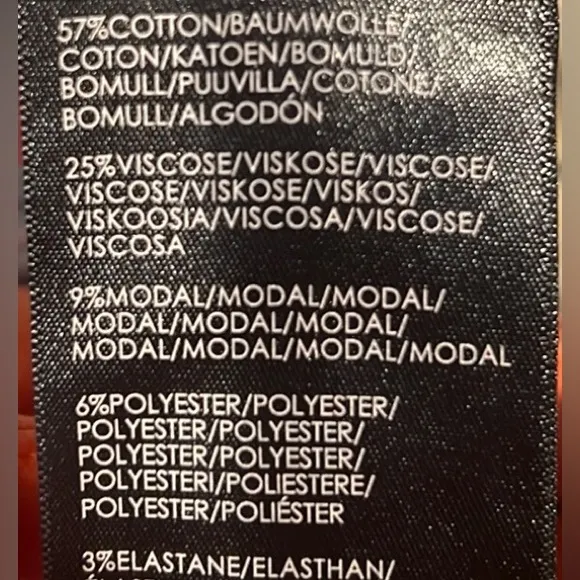 57%COTTON/BAUMWOLLE/
COTON/KATOEN/BOMULD/
BOMULL/PUUVILLA/COTONE/
BOMULL/ALGODÓN
25%VISCOSE/VISKOSE/VISCOSE/
VISCOSE/VISKOSE/VISKOS/
VISKOOSIA/VISCOSA/VISCOSE/
VISCOSA
9%MODAL/MODAL/MODAL/
MODAL/MODAL/MODAL/
MODAL/MODAL/MODAL/MODAL
6%POLYESTER/POLYESTER/
POLYESTER/POLYESTER/
POLYESTER/POLYESTER/
POLYESTERI/POLIESTERE/
POLYESTER/POLIÉSTER
3%ELASTANE/ELASTHAN/